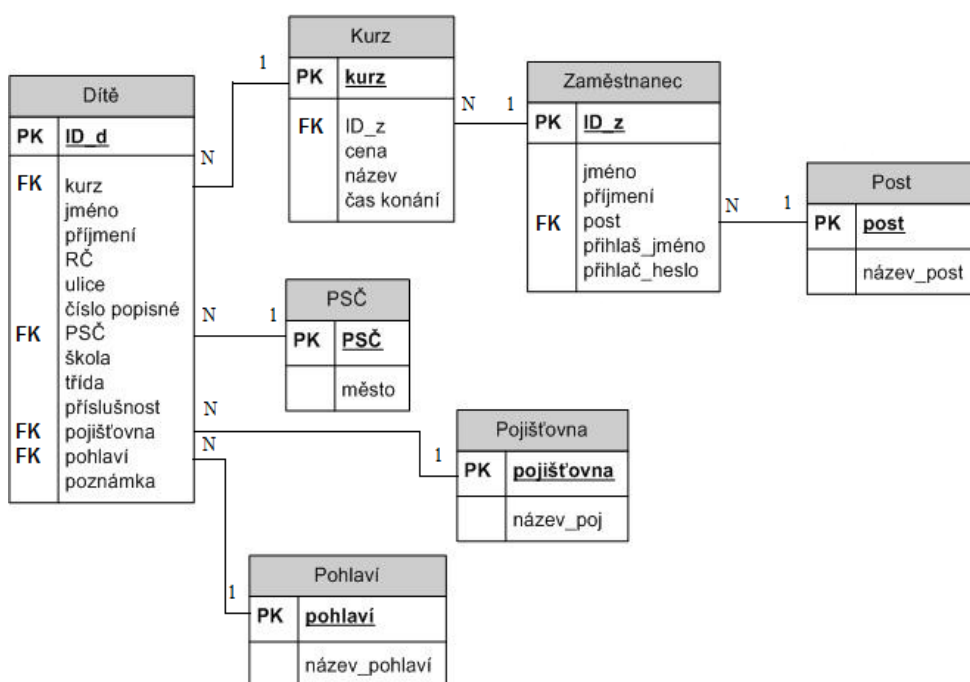 Dítě
PK ID_d
FK kurz
jméno
příjmení
RČ
ulice
číslo popisné
FK PSČ
škola
třída
příslušnost
FK pojišťovna
FK pohlaví
poznámka
N 1
Kurz
PK kurz
FK ID_z
cena
název
čas konání
N 1
Zaměstnanec
PK ID_z
jméno
příjmení
FK post
přihlaš_jméno
přihlač_heslo
N 1
Post
PK post
název_post
N 1
PSČ
PK PSČ
město
N 1
Pojišťovna
PK pojišťovna
název_poj
N 1
Pohlaví
PK pohlaví
název_pohlaví